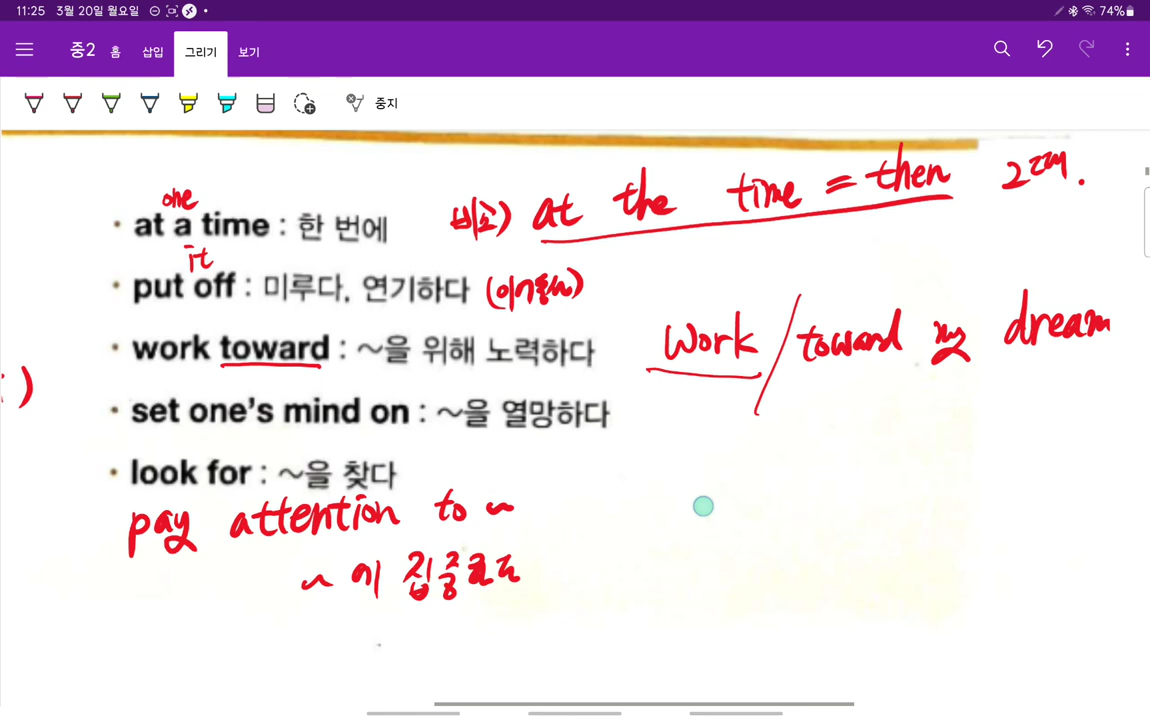 11:25 3월 20일 월요일 74%
중2 홈 삽입 그리기 보기
중지
one
• at a time : 한 번에 비교) at the time = then 그때.
it
• put off : 미루다, 연기하다 (이어동사)
• work toward : ~을 위해 노력하다 Work / toward my dream
)
• set one's mind on : ~을 열망하다
• look for : ~을 찾다
pay attention to ~
~에 집중하다